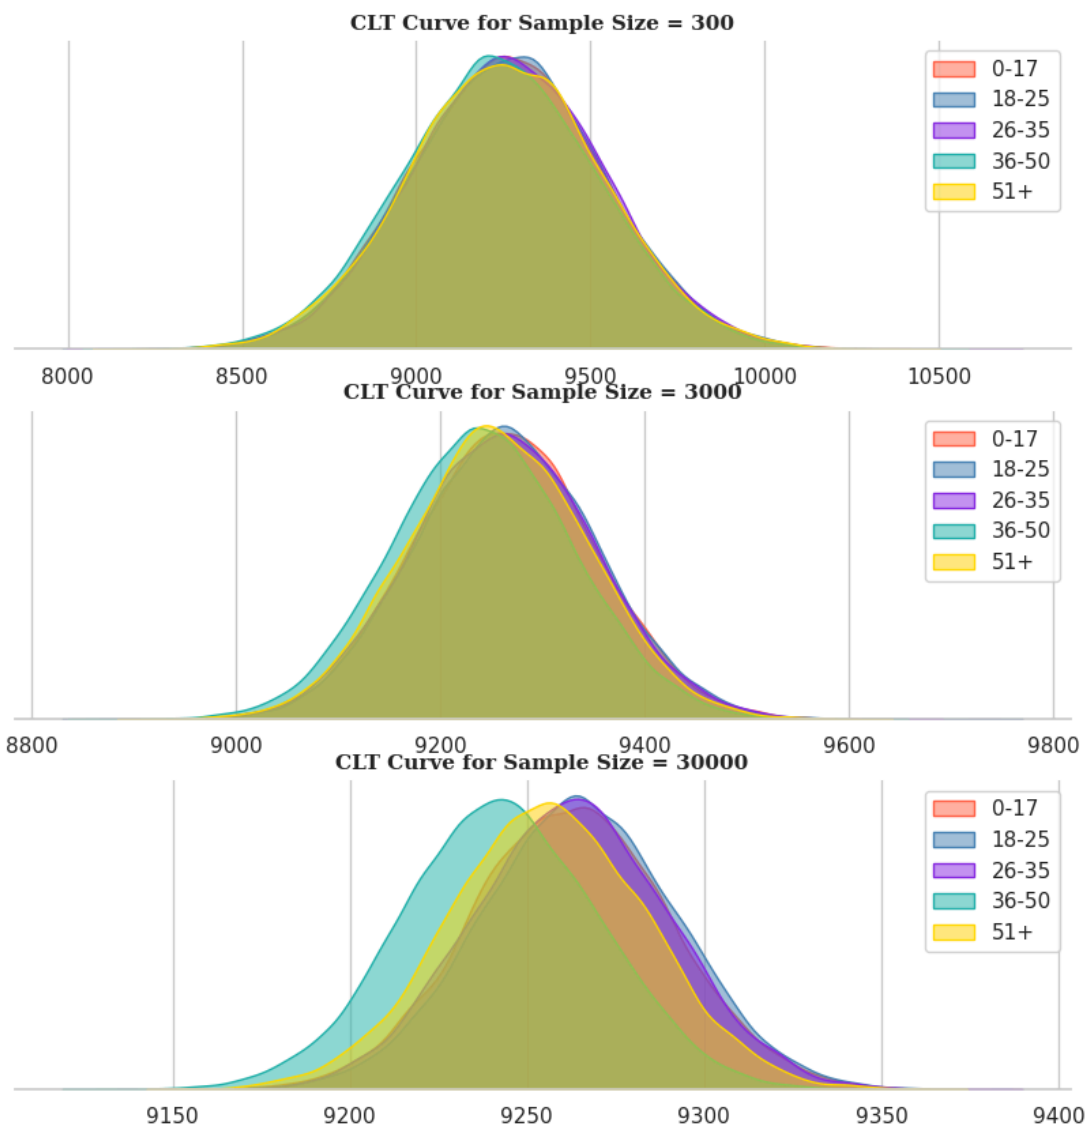 CLT Curve for Sample Size = 300
0-17
18-25
26-35
36-50
51+
8000 8500 9000 9500 10000 10500
CLT Curve for Sample Size = 3000
0-17
18-25
26-35
36-50
51+
8800 9000 9200 9400 9600 9800
CLT Curve for Sample Size = 30000
0-17
18-25
26-35
36-50
51+
9150 9200 9250 9300 9350 9400